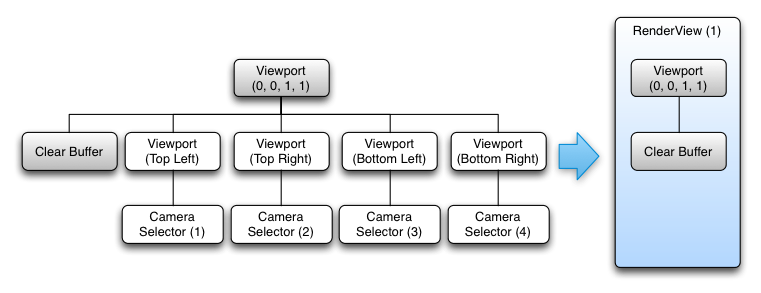 RenderView (1)
Viewport
(0, 0, 1, 1)
Viewport
(0, 0, 1, 1)
Clear Buffer
Viewport
(Top Left)
Viewport
(Top Right)
Viewport
(Bottom Left)
Viewport
(Bottom Right)
Clear Buffer
Camera
Selector (1)
Camera
Selector (2)
Camera
Selector (3)
Camera
Selector (4)